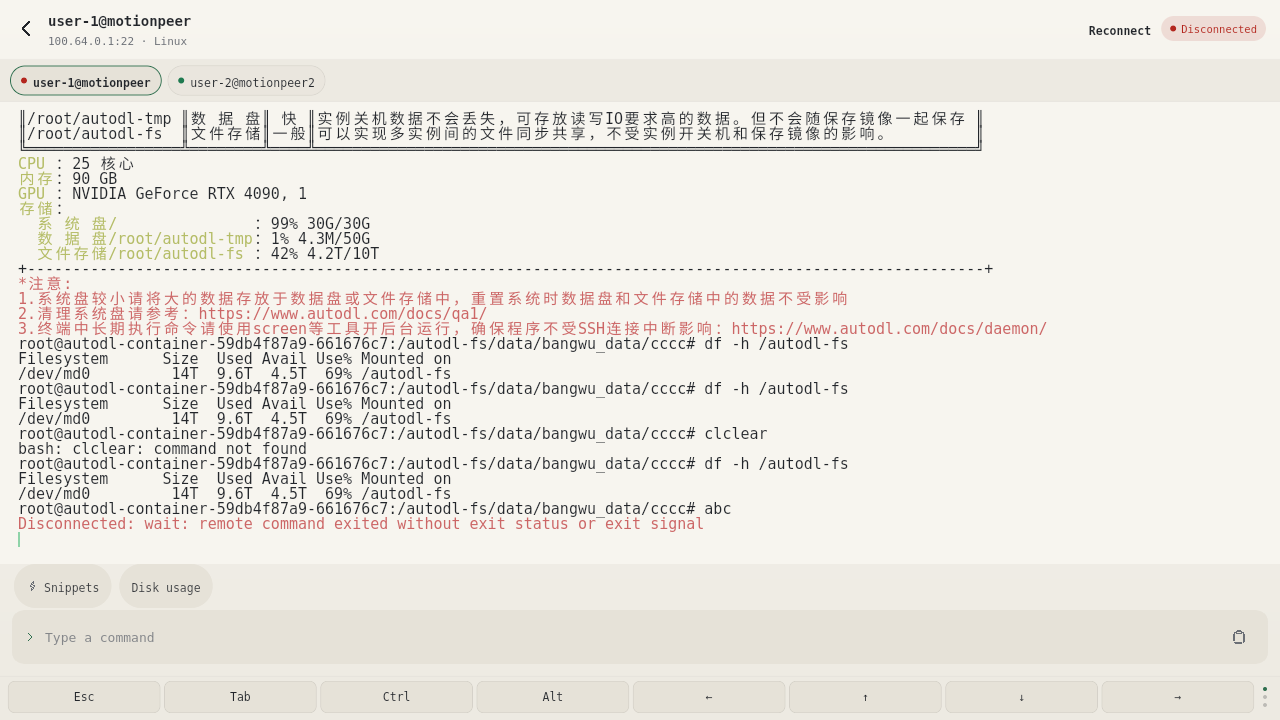 user-1@motionpeer
100.64.0.1:22 · Linux
Reconnect
Disconnected
user-1@motionpeer
user-2@motionpeer2
║/root/autodl-tmp ║数 据 盘║ 快 ║实例关机数据不会丢失，可存放读写IO要求高的数据。但不会随保存镜像一起保存 ║
║/root/autodl-fs  ║文件存储║一般║可以实现多实例间的文件同步共享，不受实例开关机和保存镜像的影响。 ║
CPU ：25 核心
内存：90 GB
GPU ：NVIDIA GeForce RTX 4090, 1
存储：
系 统 盘/ ：99% 30G/30G
数 据 盘/root/autodl-tmp：1% 4.3M/50G
文件存储/root/autodl-fs ：42% 4.2T/10T
+----------------------------------------------------------------------------------------------------------+
*注意:
1.系统盘较小请将大的数据存放于数据盘或文件存储中，重置系统时数据盘和文件存储中的数据不受影响
2.清理系统盘请参考：https://www.autodl.com/docs/qa1/
3.终端中长期执行命令请使用screen等工具开后台运行，确保程序不受SSH连接中断影响：https://www.autodl.com/docs/daemon/
root@autodl-container-59db4f87a9-661676c7:/autodl-fs/data/bangwu_data/cccc# df -h /autodl-fs
Filesystem      Size  Used Avail Use% Mounted on
/dev/md0         14T  9.6T  4.5T  69% /autodl-fs
root@autodl-container-59db4f87a9-661676c7:/autodl-fs/data/bangwu_data/cccc# df -h /autodl-fs
Filesystem      Size  Used Avail Use% Mounted on
/dev/md0         14T  9.6T  4.5T  69% /autodl-fs
root@autodl-container-59db4f87a9-661676c7:/autodl-fs/data/bangwu_data/cccc# clclear
bash: clclear: command not found
root@autodl-container-59db4f87a9-661676c7:/autodl-fs/data/bangwu_data/cccc# df -h /autodl-fs
Filesystem      Size  Used Avail Use% Mounted on
/dev/md0         14T  9.6T  4.5T  69% /autodl-fs
root@autodl-container-59db4f87a9-661676c7:/autodl-fs/data/bangwu_data/cccc# abc
Disconnected: wait: remote command exited without exit status or exit signal
Snippets
Disk usage
Type a command
Esc
Tab
Ctrl
Alt
←
↑
↓
→